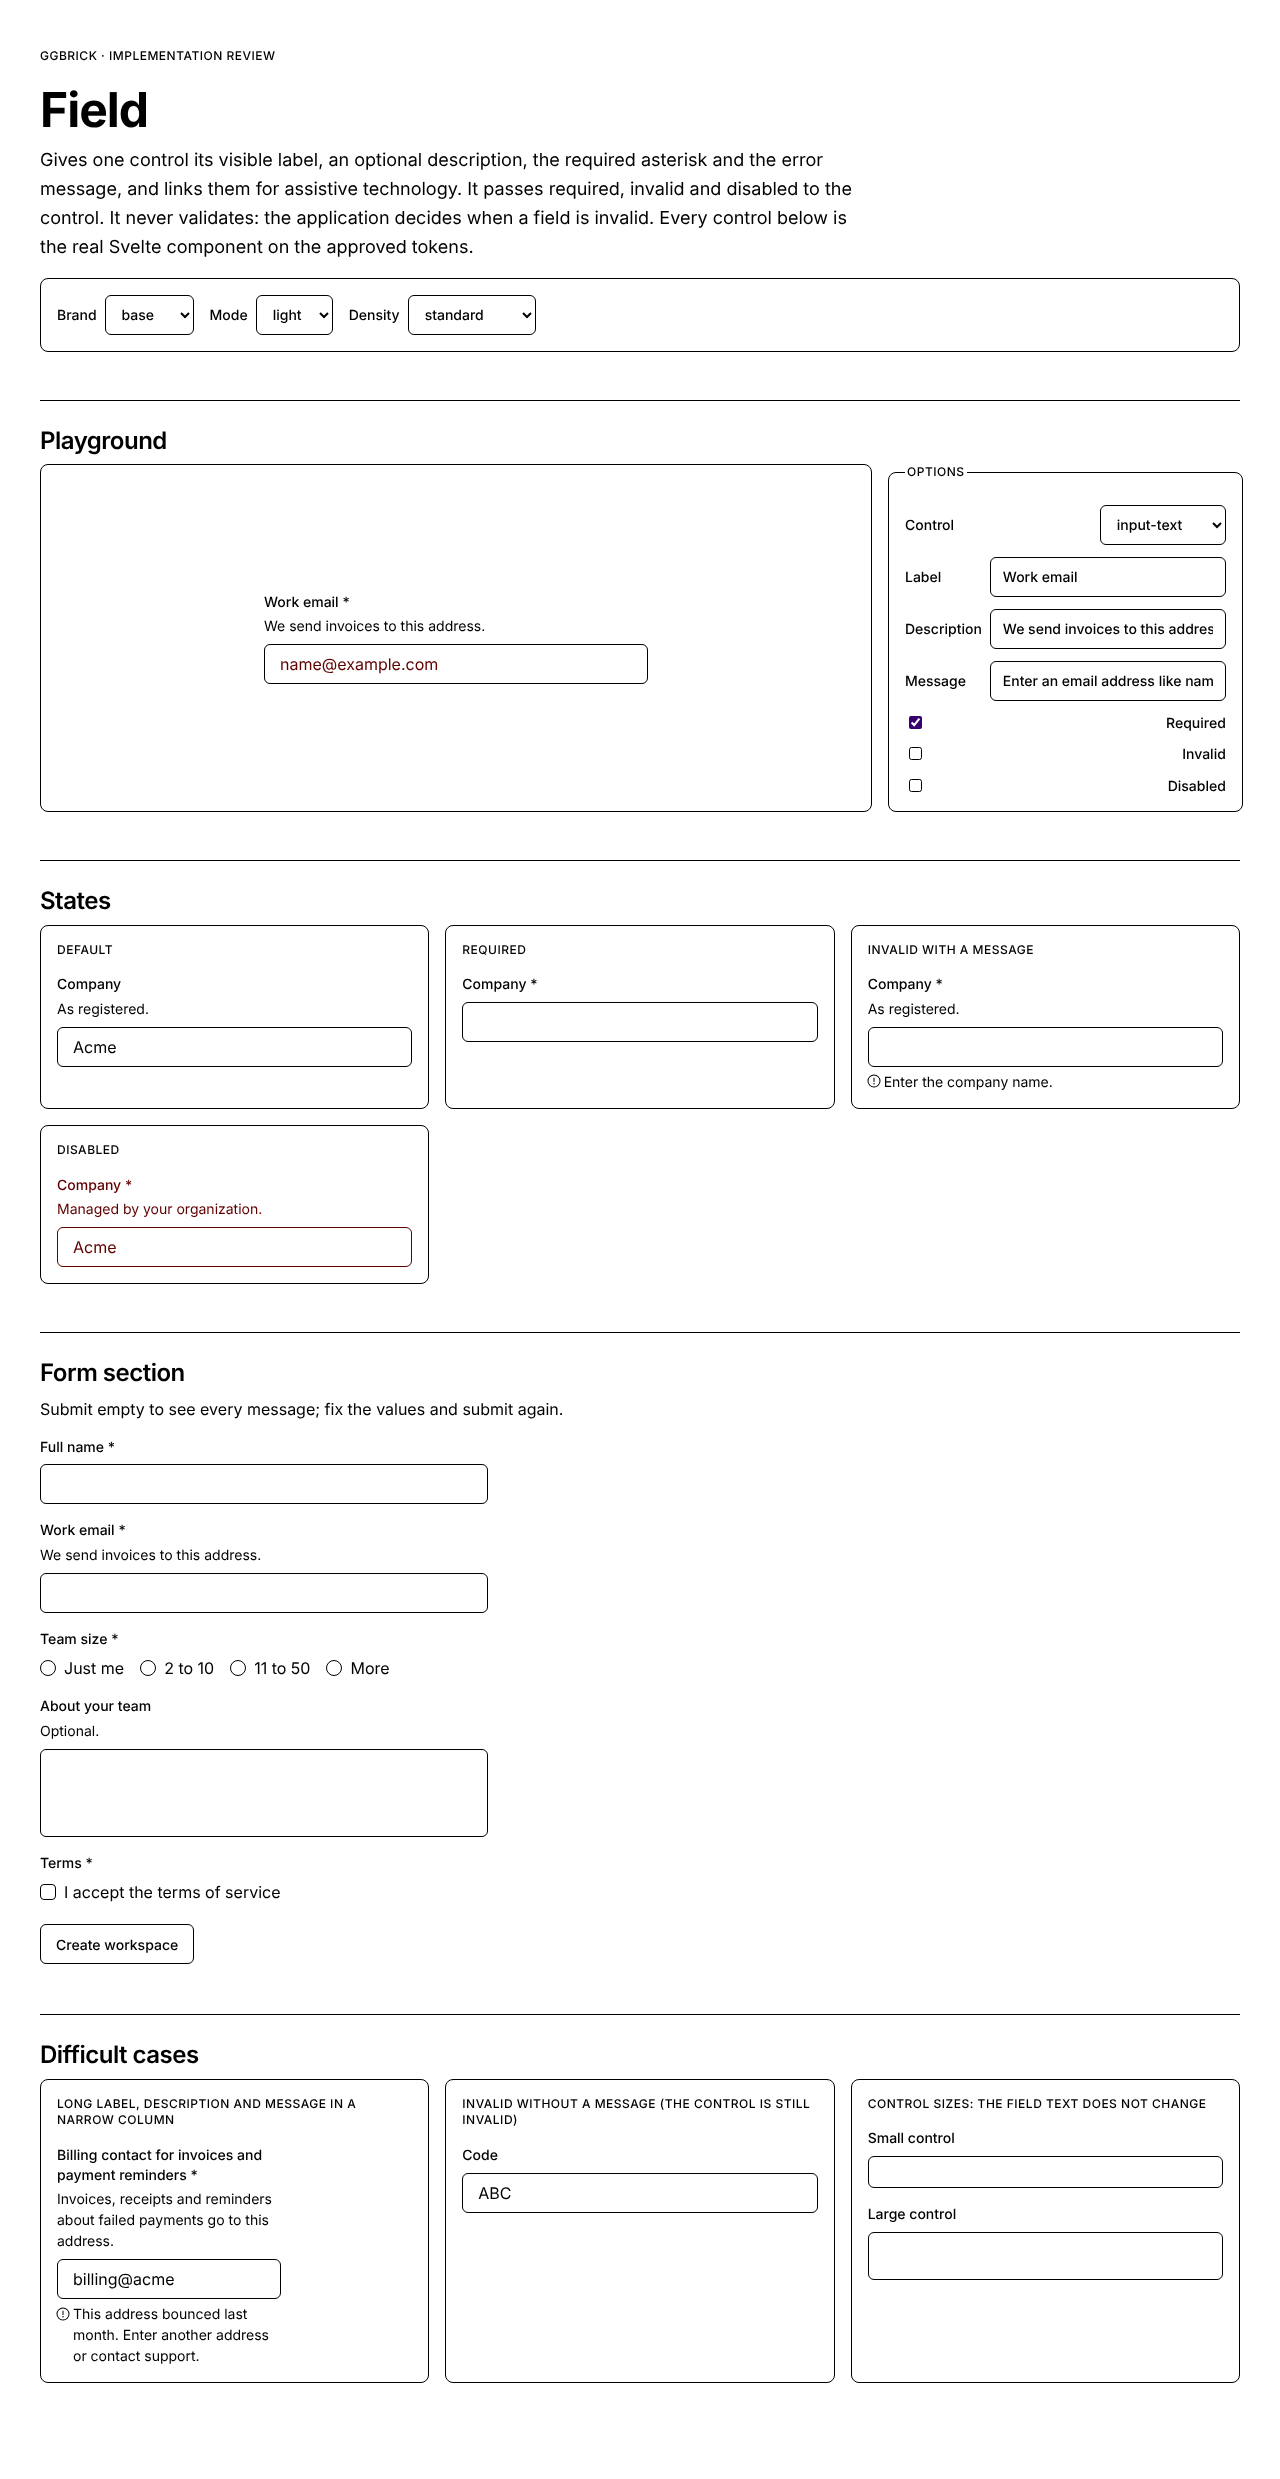 GGBRICK · IMPLEMENTATION REVIEW
Field
Gives one control its visible label, an optional description, the required asterisk and the error
message, and links them for assistive technology. It passes required, invalid and disabled to the
control. It never validates: the application decides when a field is invalid. Every control below is
the real Svelte component on the approved tokens.
Brand base Mode light Density standard
Playground
OPTIONS
Control input-text
Label Work email
Description We send invoices to this addres
Message Enter an email address like nam
Required
Invalid
Disabled
Work email *
We send invoices to this address.
name@example.com
States
DEFAULT
Company
As registered.
Acme
REQUIRED
Company *
INVALID WITH A MESSAGE
Company *
As registered.
Enter the company name.
DISABLED
Company *
Managed by your organization.
Acme
Form section
Submit empty to see every message; fix the values and submit again.
Full name *
Work email *
We send invoices to this address.
Team size *
Just me 2 to 10 11 to 50 More
About your team
Optional.
Terms *
I accept the terms of service
Create workspace
Difficult cases
LONG LABEL, DESCRIPTION AND MESSAGE IN A
NARROW COLUMN
Billing contact for invoices and
payment reminders *
Invoices, receipts and reminders
about failed payments go to this
address.
billing@acme
This address bounced last
month. Enter another address
or contact support.
INVALID WITHOUT A MESSAGE (THE CONTROL IS STILL
INVALID)
Code
ABC
CONTROL SIZES: THE FIELD TEXT DOES NOT CHANGE
Small control
Large control